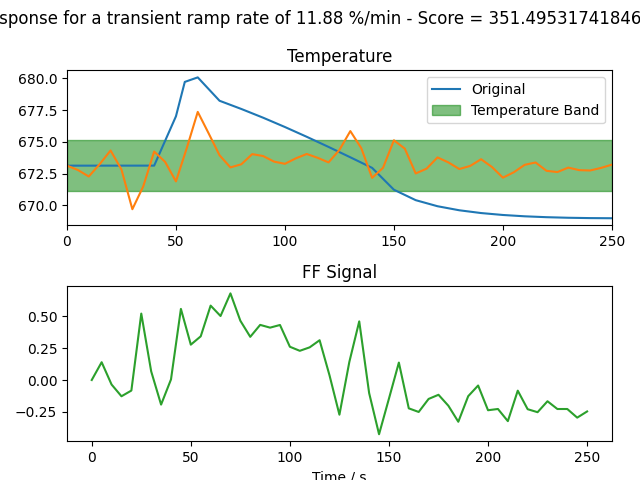 sponse for a transient ramp rate of 11.88 %/min - Score = 351.49531741846
Temperature
680.0
677.5
675.0
672.5
670.0
Original
Temperature Band
0 50 100 150 200 250
FF Signal
0.50
0.25
0.00
−0.25
0 50 100 150 200 250
Time / s